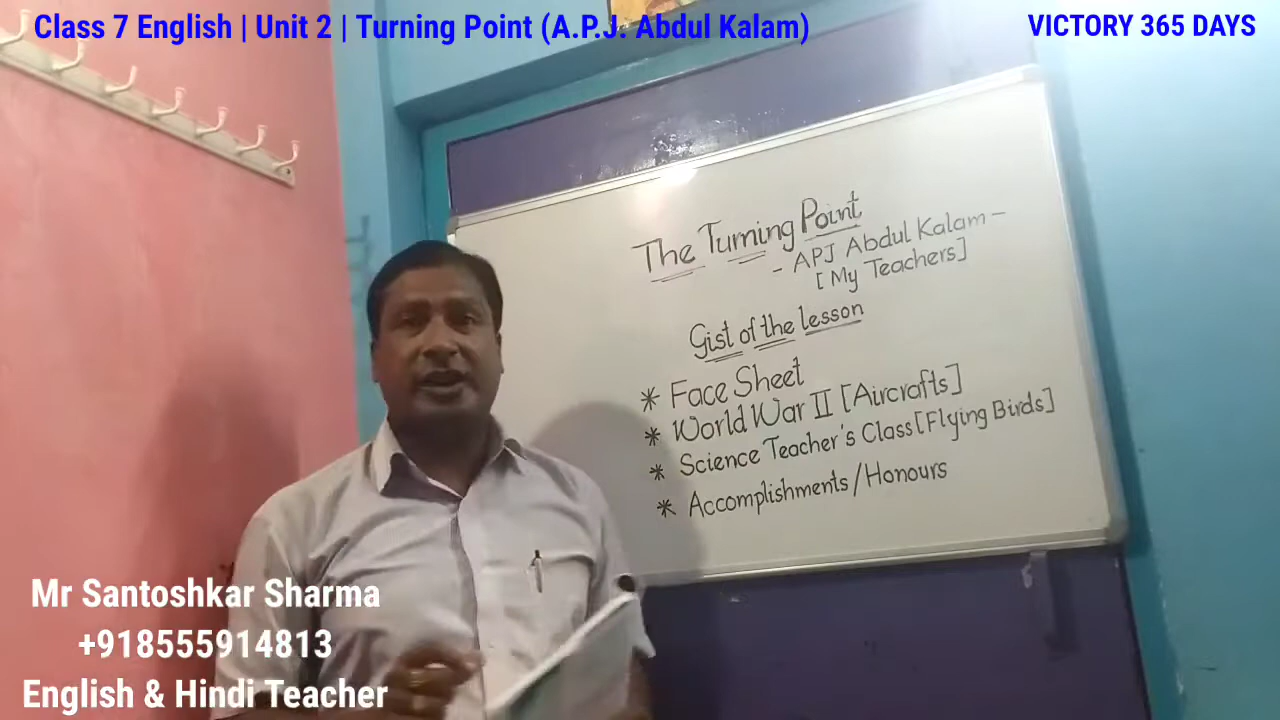 Class 7 English | Unit 2 | Turning Point (A.P.J. Abdul Kalam)
VICTORY 365 DAYS
The Turning Point
- APJ Abdul Kalam -
[My Teachers]
Gist of the lesson
* Face Sheet
* World War II [Aircrafts]
* Science Teacher's Class [Flying Birds]
* Accomplishments/Honours
Mr Santoshkar Sharma
+918555914813
English & Hindi Teacher